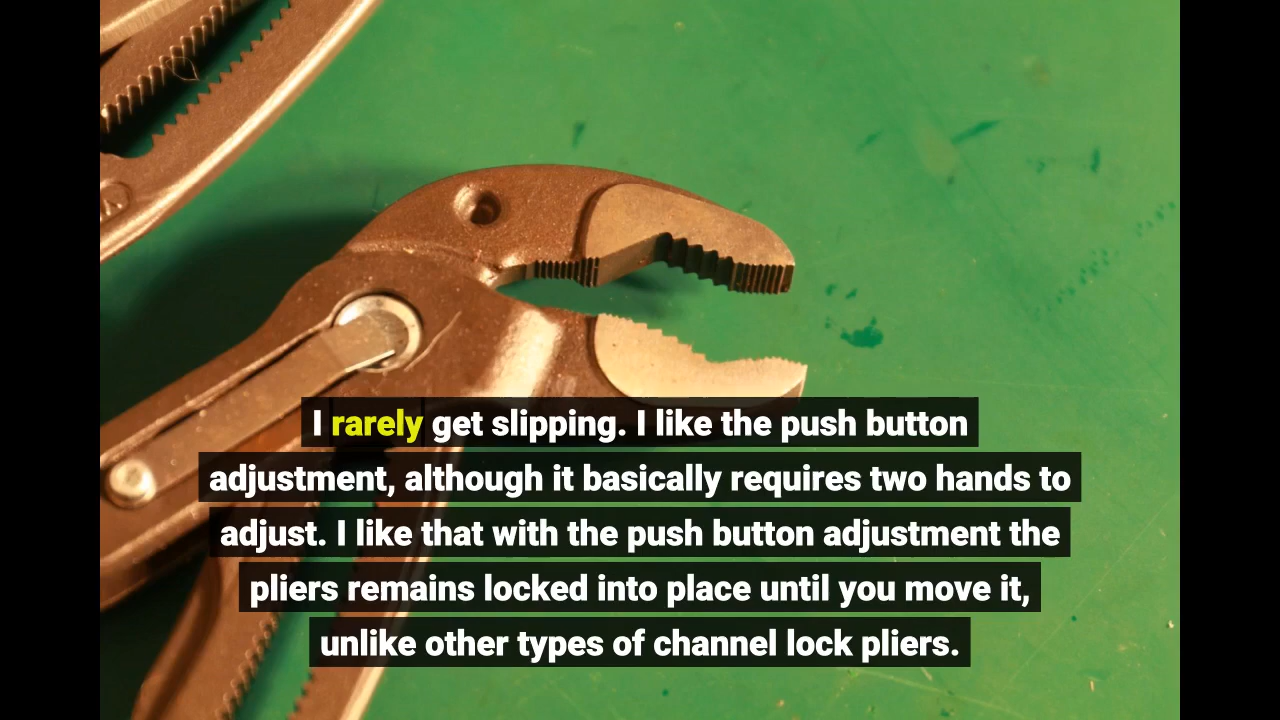 I rarely get slipping. I like the push button
adjustment, although it basically requires two hands to
adjust. I like that with the push button adjustment the
pliers remains locked into place until you move it,
unlike other types of channel lock pliers.